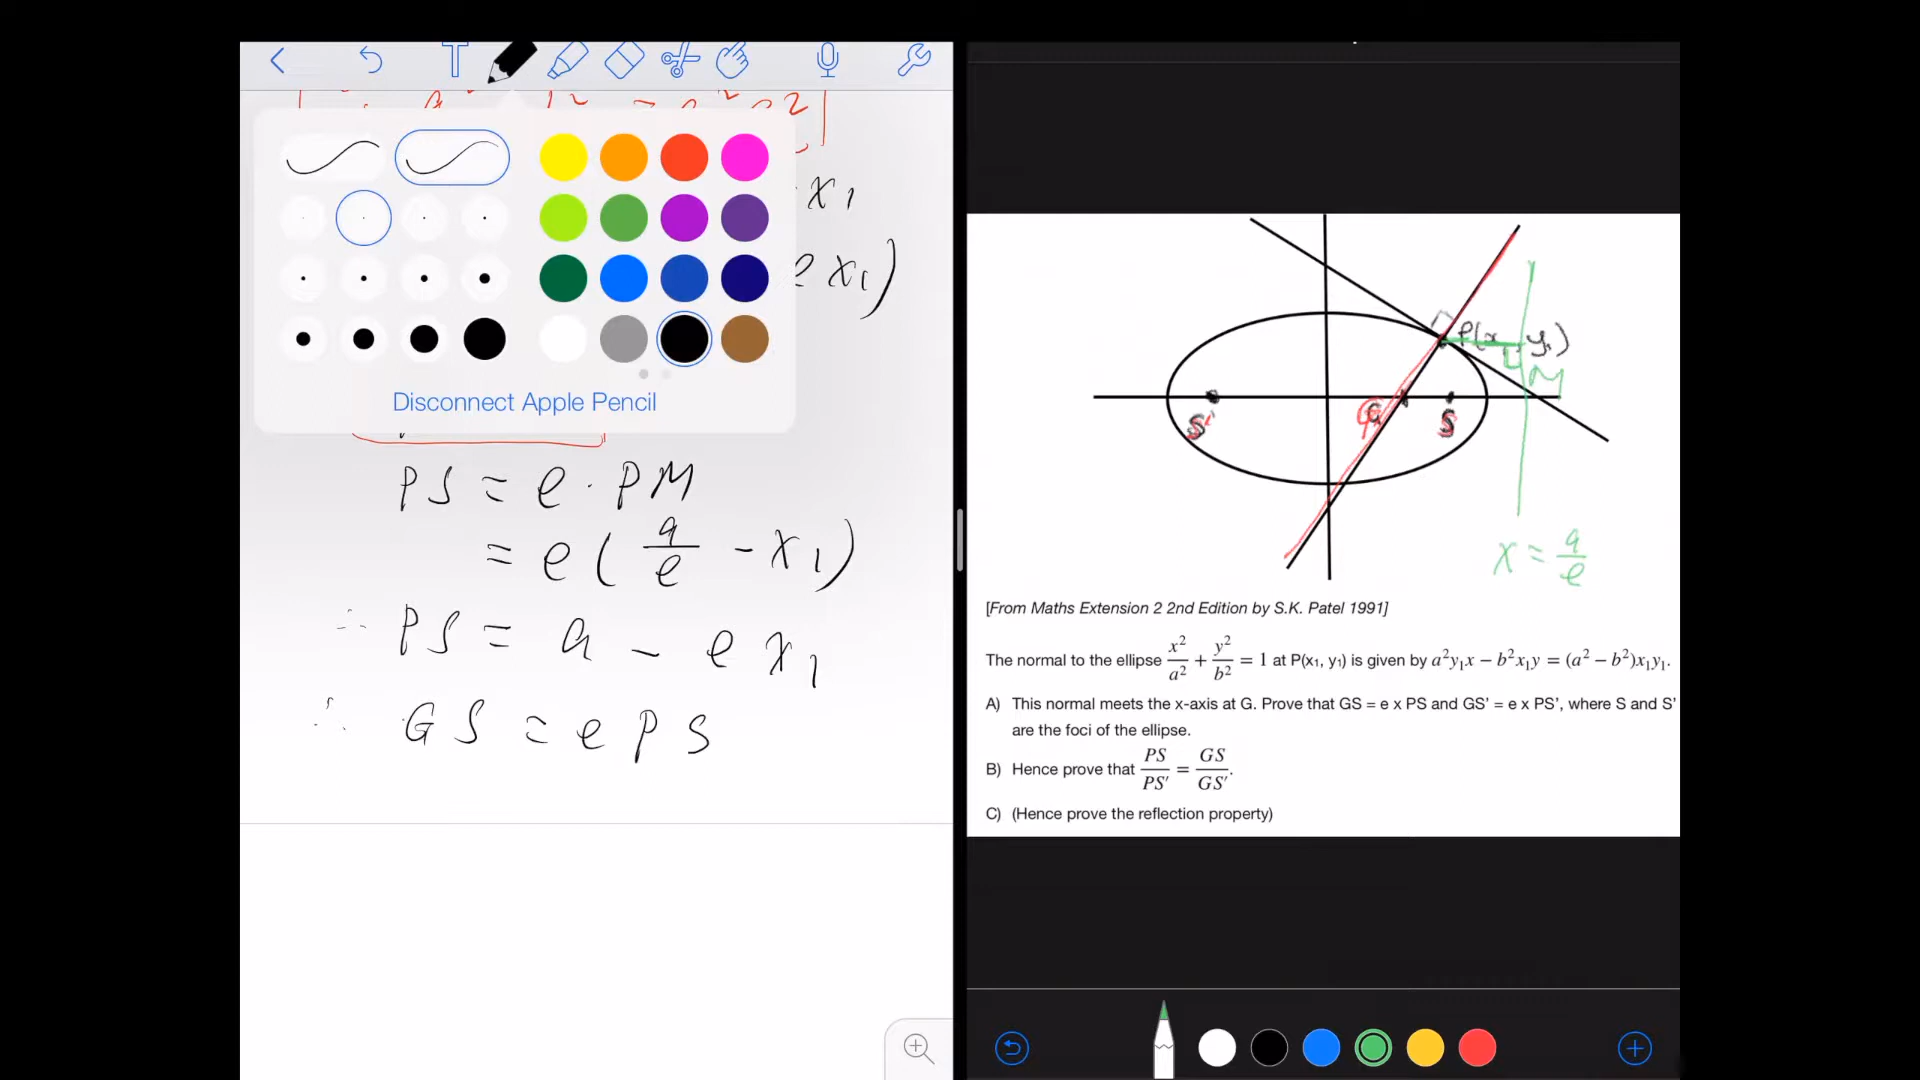 · x₁
e x₁)
Disconnect Apple Pencil
PS = e · PM
= e ( a/e - x₁)
∴ PS = a - e x₁
∴ GS = e PS
P(x₁, y₁)
M
S'
G
S
x = a/e
[From Maths Extension 2 2nd Edition by S.K. Patel 1991]
The normal to the ellipse x²/a² + y²/b² = 1 at P(x₁, y₁) is given by a²y₁x − b²x₁y = (a² − b²)x₁y₁.
A) This normal meets the x-axis at G. Prove that GS = e x PS and GS' = e x PS', where S and S'
are the foci of the ellipse.
B) Hence prove that PS/PS' = GS/GS'.
C) (Hence prove the reflection property)